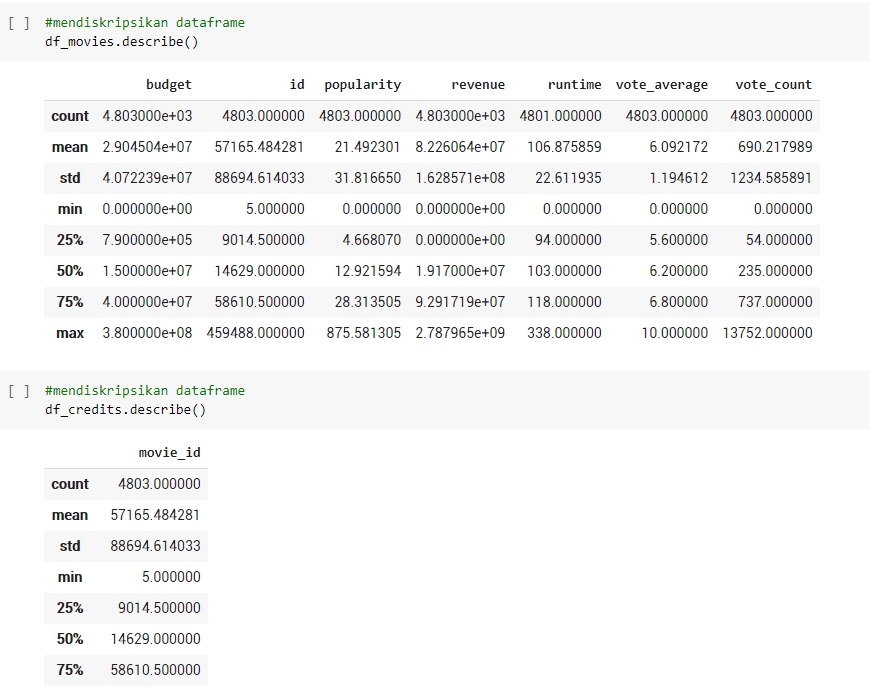 [ ] #mendiskripsikan dataframe
df_movies.describe()
budget id popularity revenue runtime vote_average vote_count
count 4.803000e+03 4803.000000 4803.000000 4.803000e+03 4801.000000 4803.000000 4803.000000
mean 2.904504e+07 57165.484281 21.492301 8.226064e+07 106.875859 6.092172 690.217989
std 4.072239e+07 88694.614033 31.816650 1.628571e+08 22.611935 1.194612 1234.585891
min 0.000000e+00 5.000000 0.000000 0.000000e+00 0.000000 0.000000 0.000000
25% 7.900000e+05 9014.500000 4.668070 0.000000e+00 94.000000 5.600000 54.000000
50% 1.500000e+07 14629.000000 12.921594 1.917000e+07 103.000000 6.200000 235.000000
75% 4.000000e+07 58610.500000 28.313505 9.291719e+07 118.000000 6.800000 737.000000
max 3.800000e+08 459488.000000 875.581305 2.787965e+09 338.000000 10.000000 13752.000000
[ ] #mendiskripsikan dataframe
df_credits.describe()
movie_id
count 4803.000000
mean 57165.484281
std 88694.614033
min 5.000000
25% 9014.500000
50% 14629.000000
75% 58610.500000